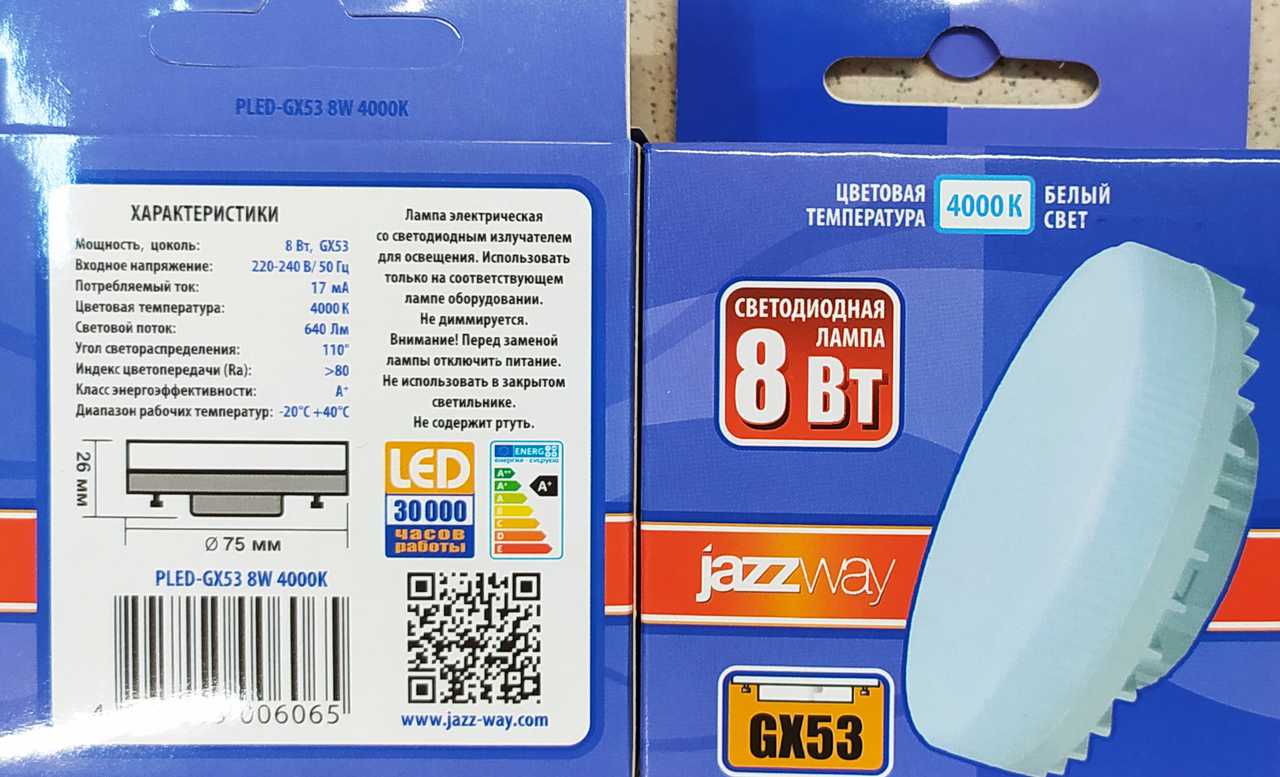 PLED-GX53 8W 4000K
ХАРАКТЕРИСТИКИ
Мощность, цоколь: 8 Вт, GX53
Входное напряжение: 220-240 В/ 50 Гц
Потребляемый ток: 17 мА
Цветовая температура: 4000 К
Световой поток: 640 Лм
Угол светораспределения: 110°
Индекс цветопередачи (Ra): >80
Класс энергоэффективности: A+
Диапазон рабочих температур: -20°C +40°C
26 мм
Ø 75 мм
PLED-GX53 8W 4000K
006065
Лампа электрическая
со светодиодным излучателем
для освещения. Использовать
только на соответствующем
лампе оборудовании.
Не диммируется.
Внимание! Перед заменой
лампы отключить питание.
Не использовать в закрытом
светильнике.
Не содержит ртуть.
LED
30 000
часов
работы
ENERG
A++
A+
A
B
C
D
E
A+
www.jazz-way.com
ЦВЕТОВАЯ
ТЕМПЕРАТУРА
4000 K
БЕЛЫЙ
СВЕТ
СВЕТОДИОДНАЯ
ЛАМПА
8 Вт
jazzway
GX53